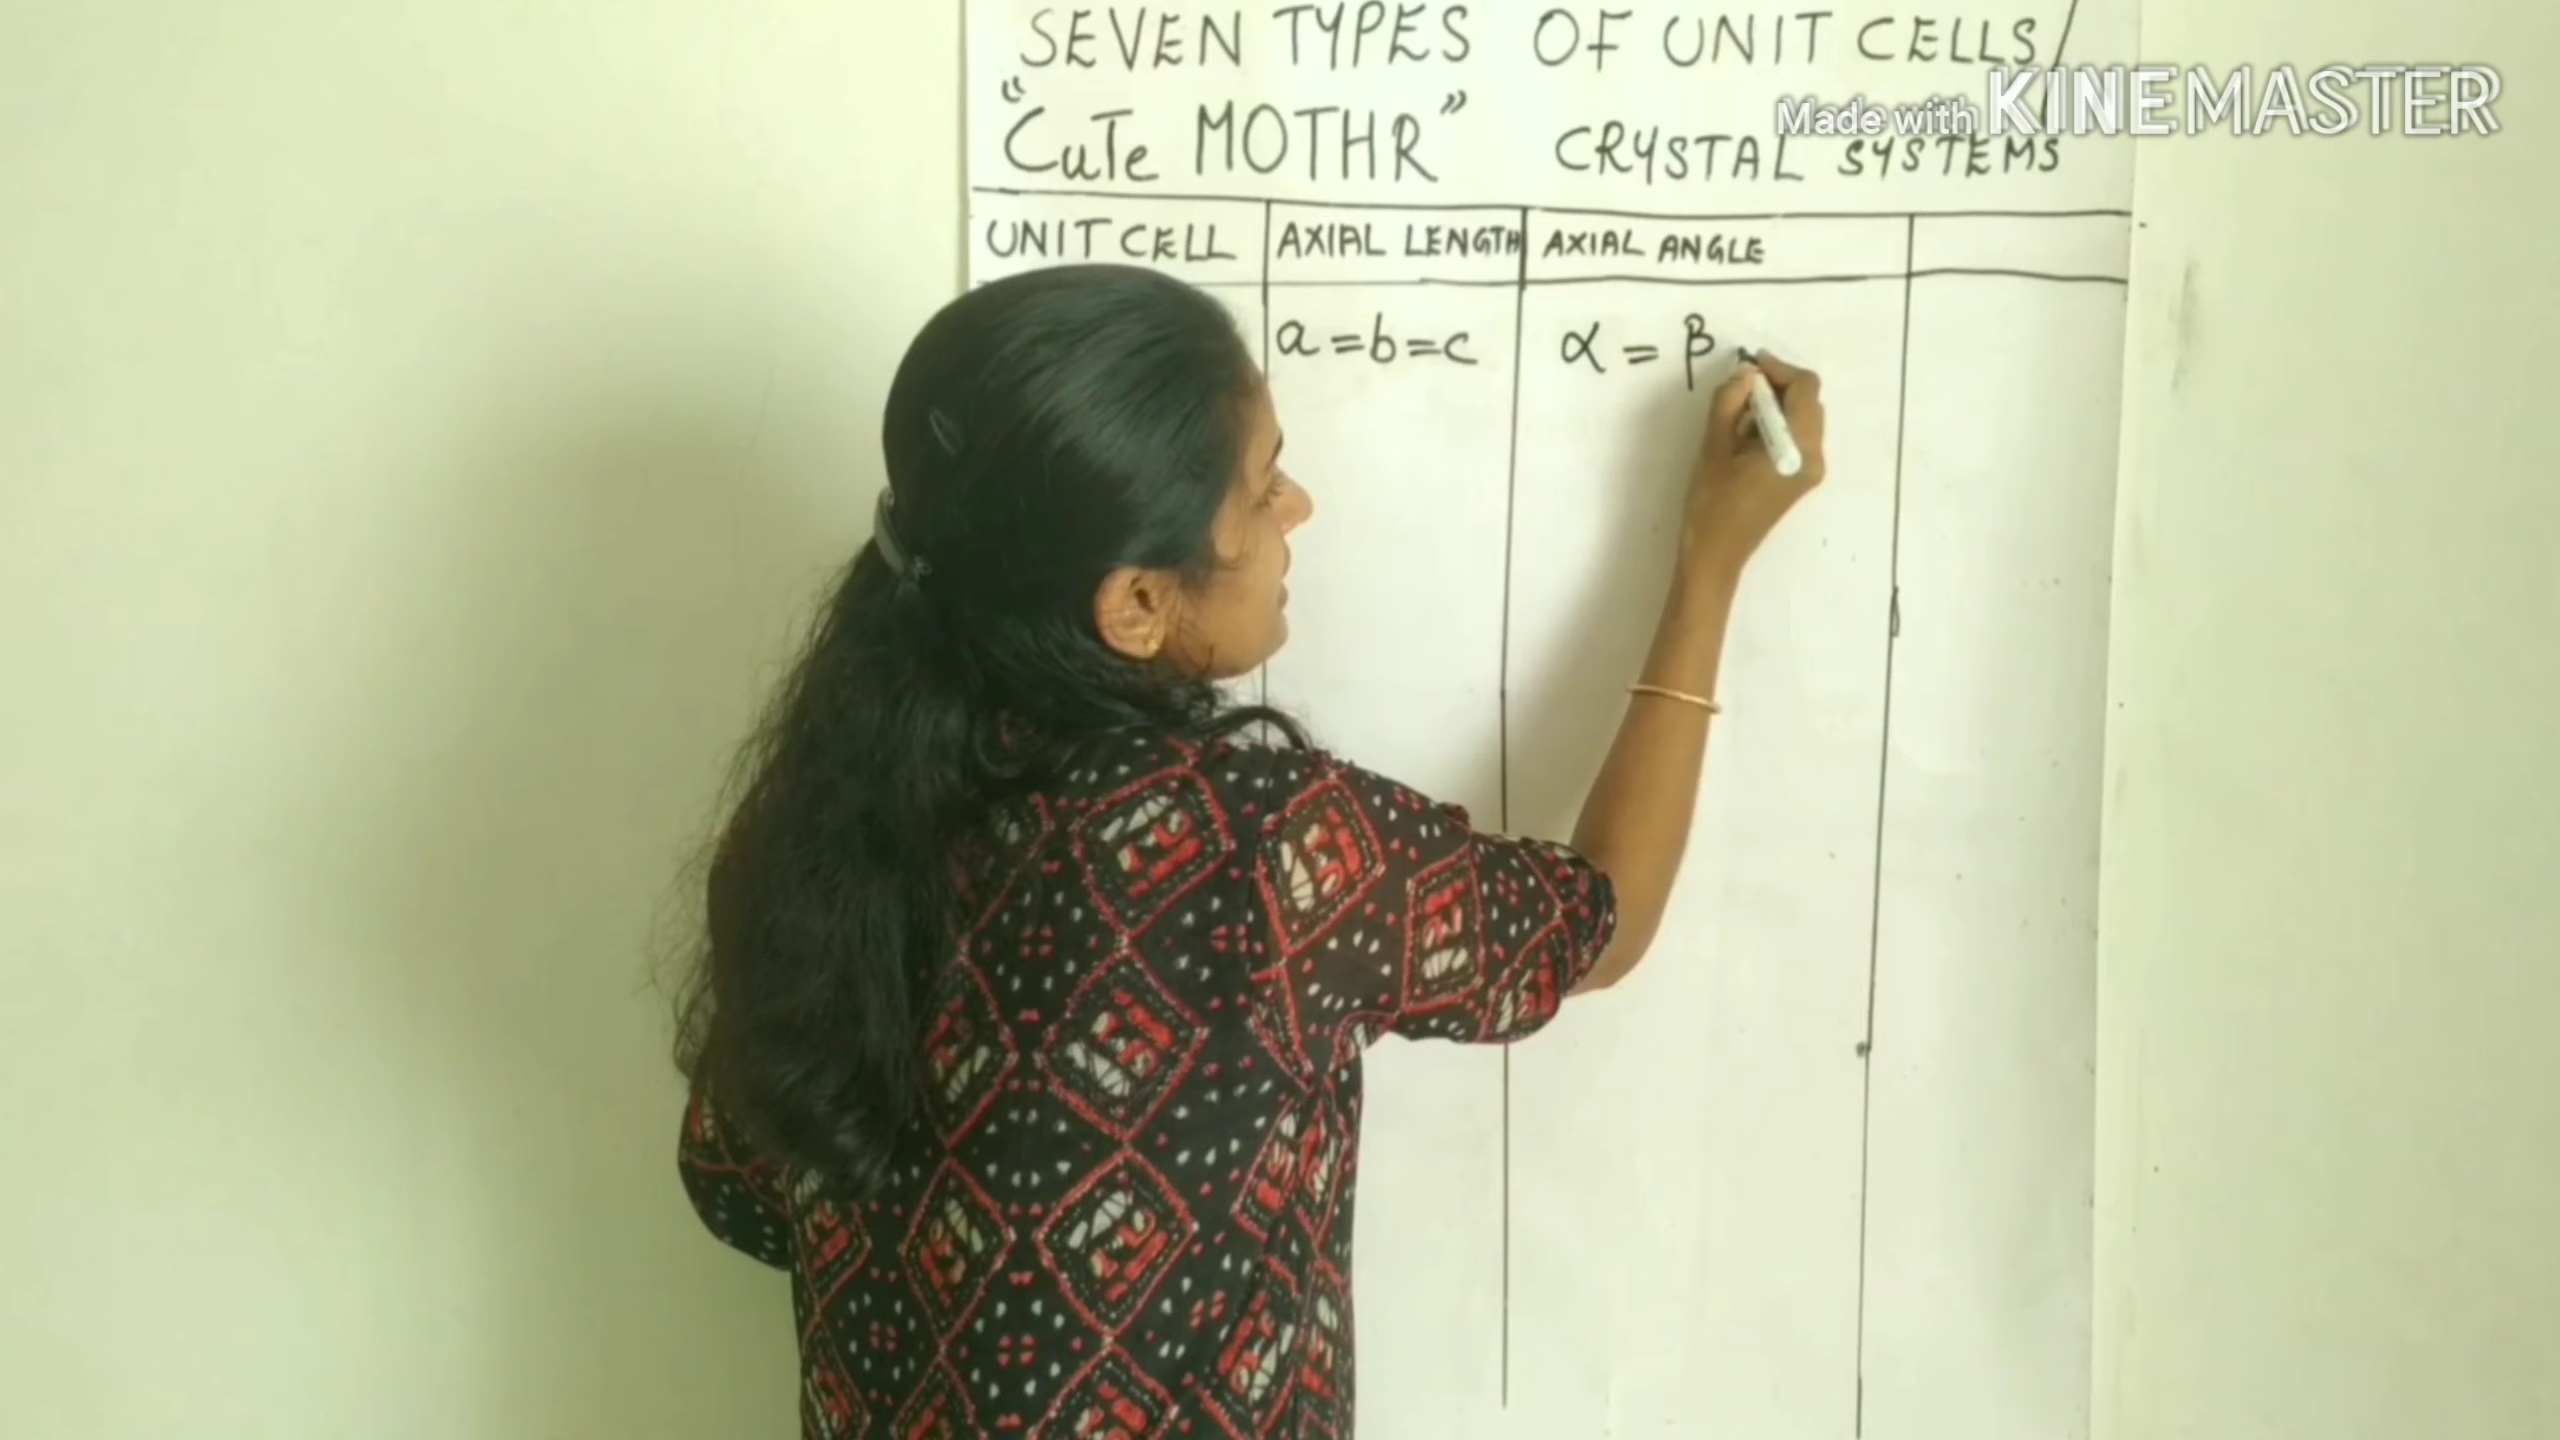 SEVEN TYPES OF UNIT CELLS/
"CuTe MOTHR" CRYSTAL SYSTEMS
Made with KINEMASTER
UNIT CELL AXIAL LENGTH AXIAL ANGLE
a=b=c α = β